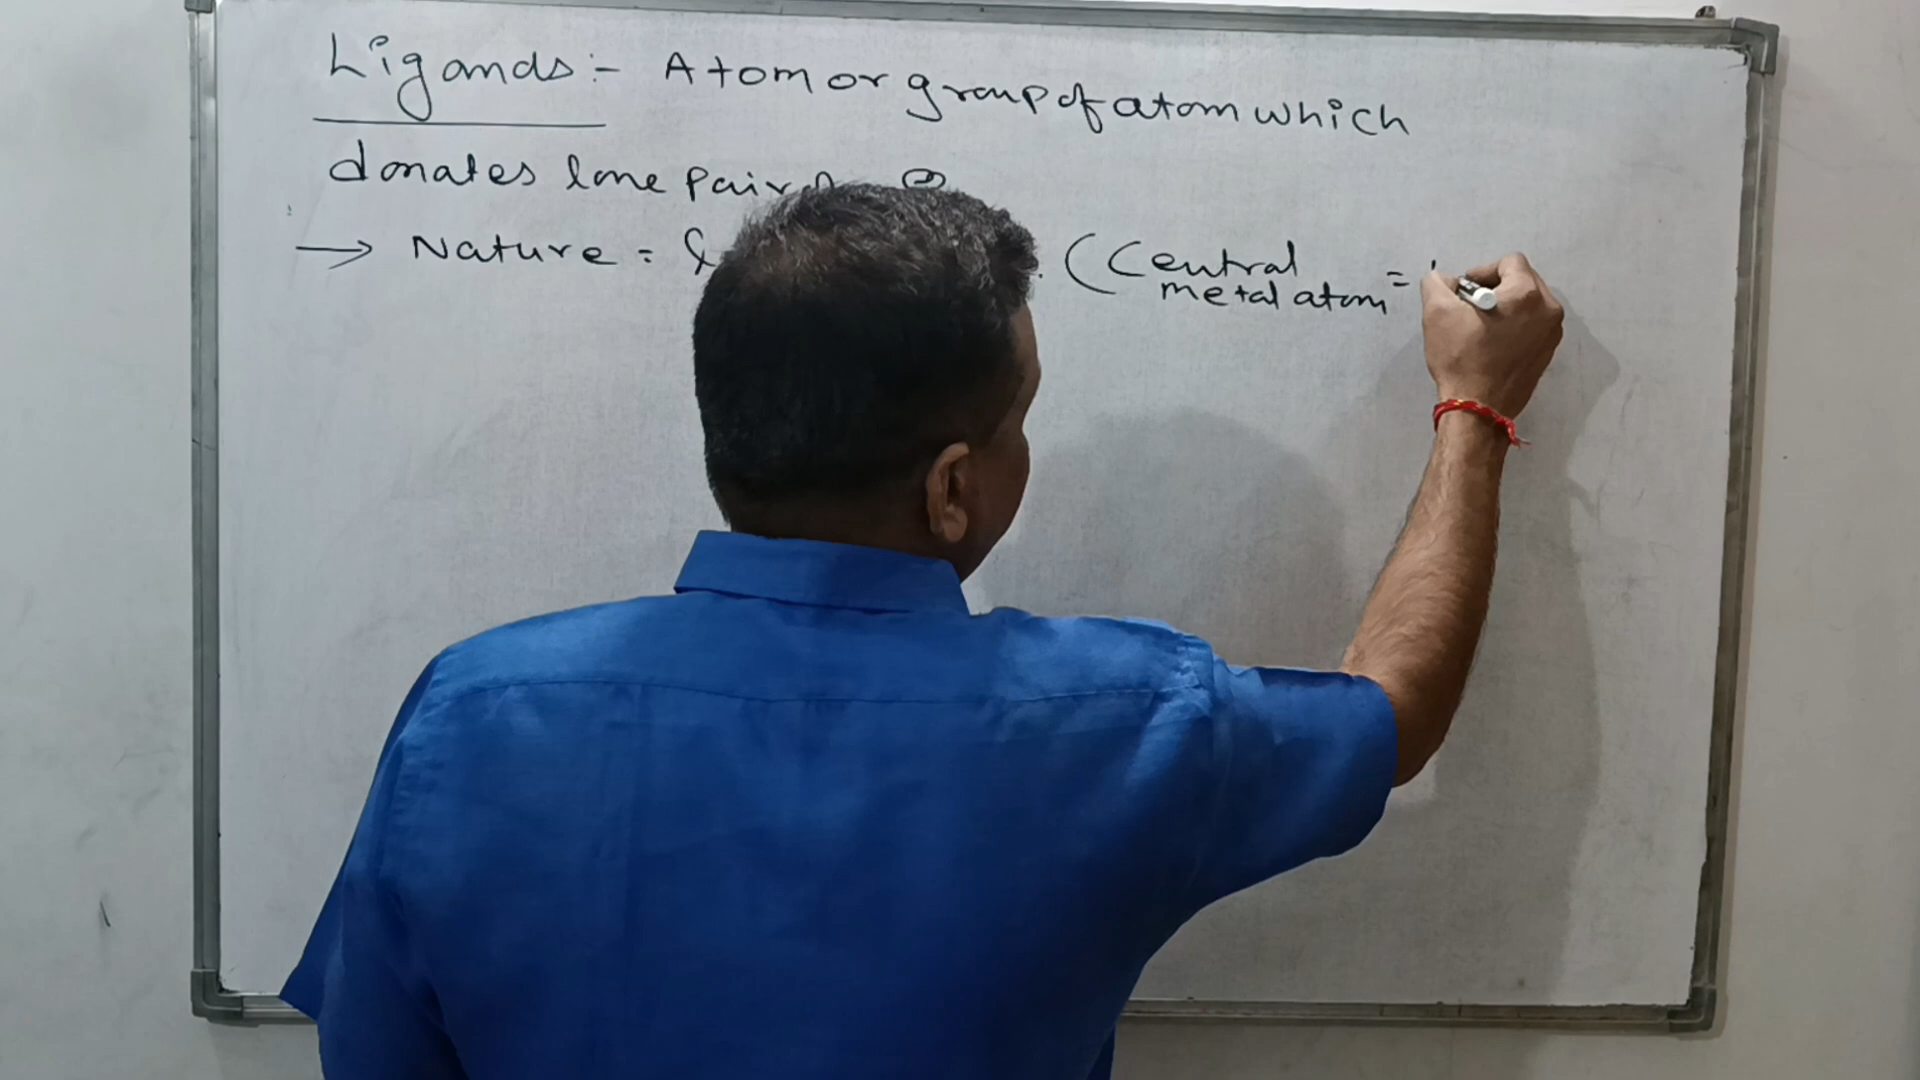 Ligands :- Atom or group of atom which
donates lone pair
→ Nature = (Central
metal atom =